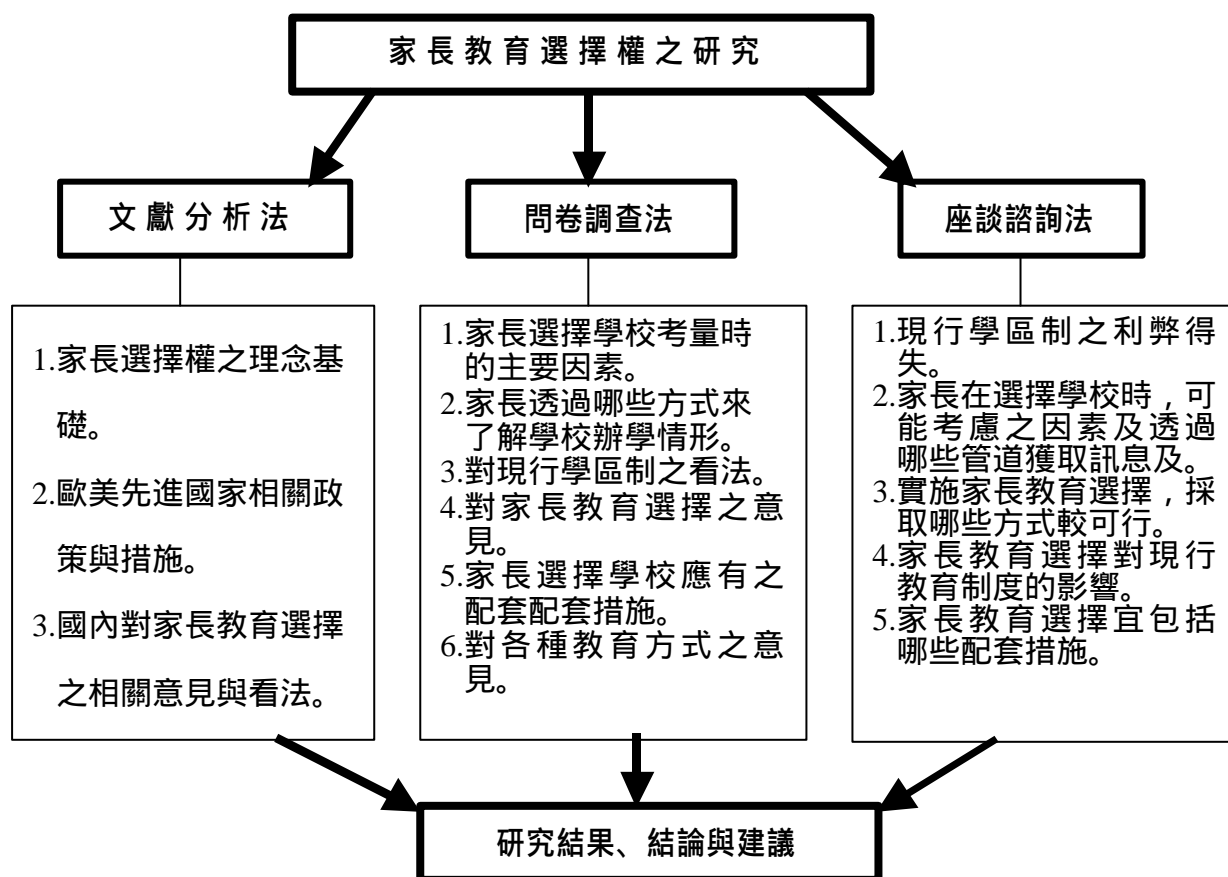 家長教育選擇權之研究
文獻分析法
問卷調查法
座談諮詢法
1.家長選擇權之理念基
礎。
2.歐美先進國家相關政
策與措施。
3.國內對家長教育選擇
之相關意見與看法。
1.家長選擇學校考量時
的主要因素。
2.家長透過哪些方式來
了解學校辦學情形。
3.對現行學區制之看法。
4.對家長教育選擇之意
見。
5.家長選擇學校應有之
配套配套措施。
6.對各種教育方式之意
見。
1.現行學區制之利弊得
失。
2.家長在選擇學校時，可
能考慮之因素及透過
哪些管道獲取訊息及。
3.實施家長教育選擇，採
取哪些方式較可行。
4.家長教育選擇對現行
教育制度的影響。
5.家長教育選擇宜包括
哪些配套措施。
研究結果、結論與建議